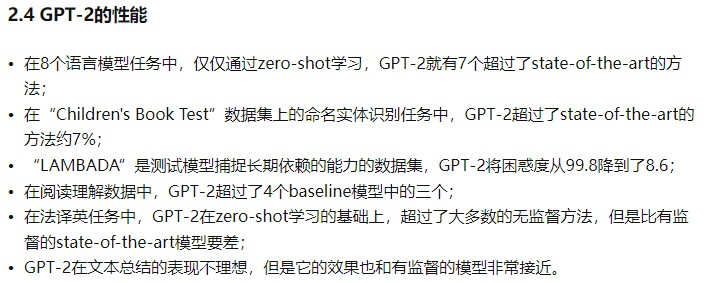 2.4 GPT-2的性能
• 在8个语言模型任务中，仅仅通过zero-shot学习，GPT-2就有7个超过了state-of-the-art的方
法；
• 在“Children's Book Test”数据集上的命名实体识别任务中，GPT-2超过了state-of-the-art的
方法约7%；
• “LAMBADA”是测试模型捕捉长期依赖的能力的数据集，GPT-2将困惑度从99.8降到了8.6；
• 在阅读理解数据中，GPT-2超过了4个baseline模型中的三个；
• 在法译英任务中，GPT-2在zero-shot学习的基础上，超过了大多数的无监督方法，但是比有监
督的state-of-the-art模型要差；
• GPT-2在文本总结的表现不理想，但是它的效果也和有监督的模型非常接近。